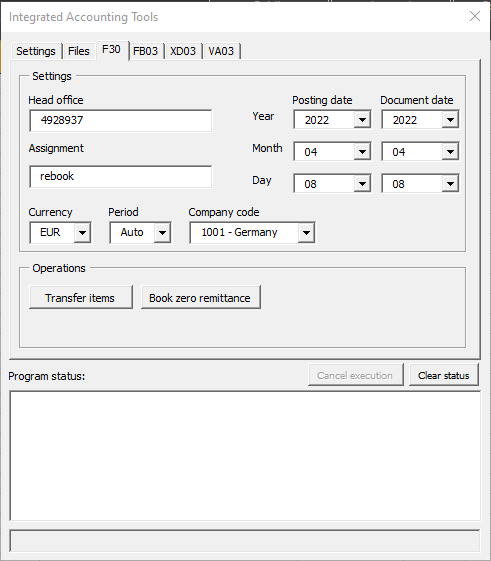 Integrated Accounting Tools
Settings Files F30 FB03 XD03 VA03
Settings
Head office
4928937
Assignment
rebook
Posting date Document date
Year 2022 2022
Month 04 04
Day 08 08
Currency Period Company code
EUR Auto 1001 - Germany
Operations
Transfer items Book zero remittance
Program status: Cancel execution Clear status